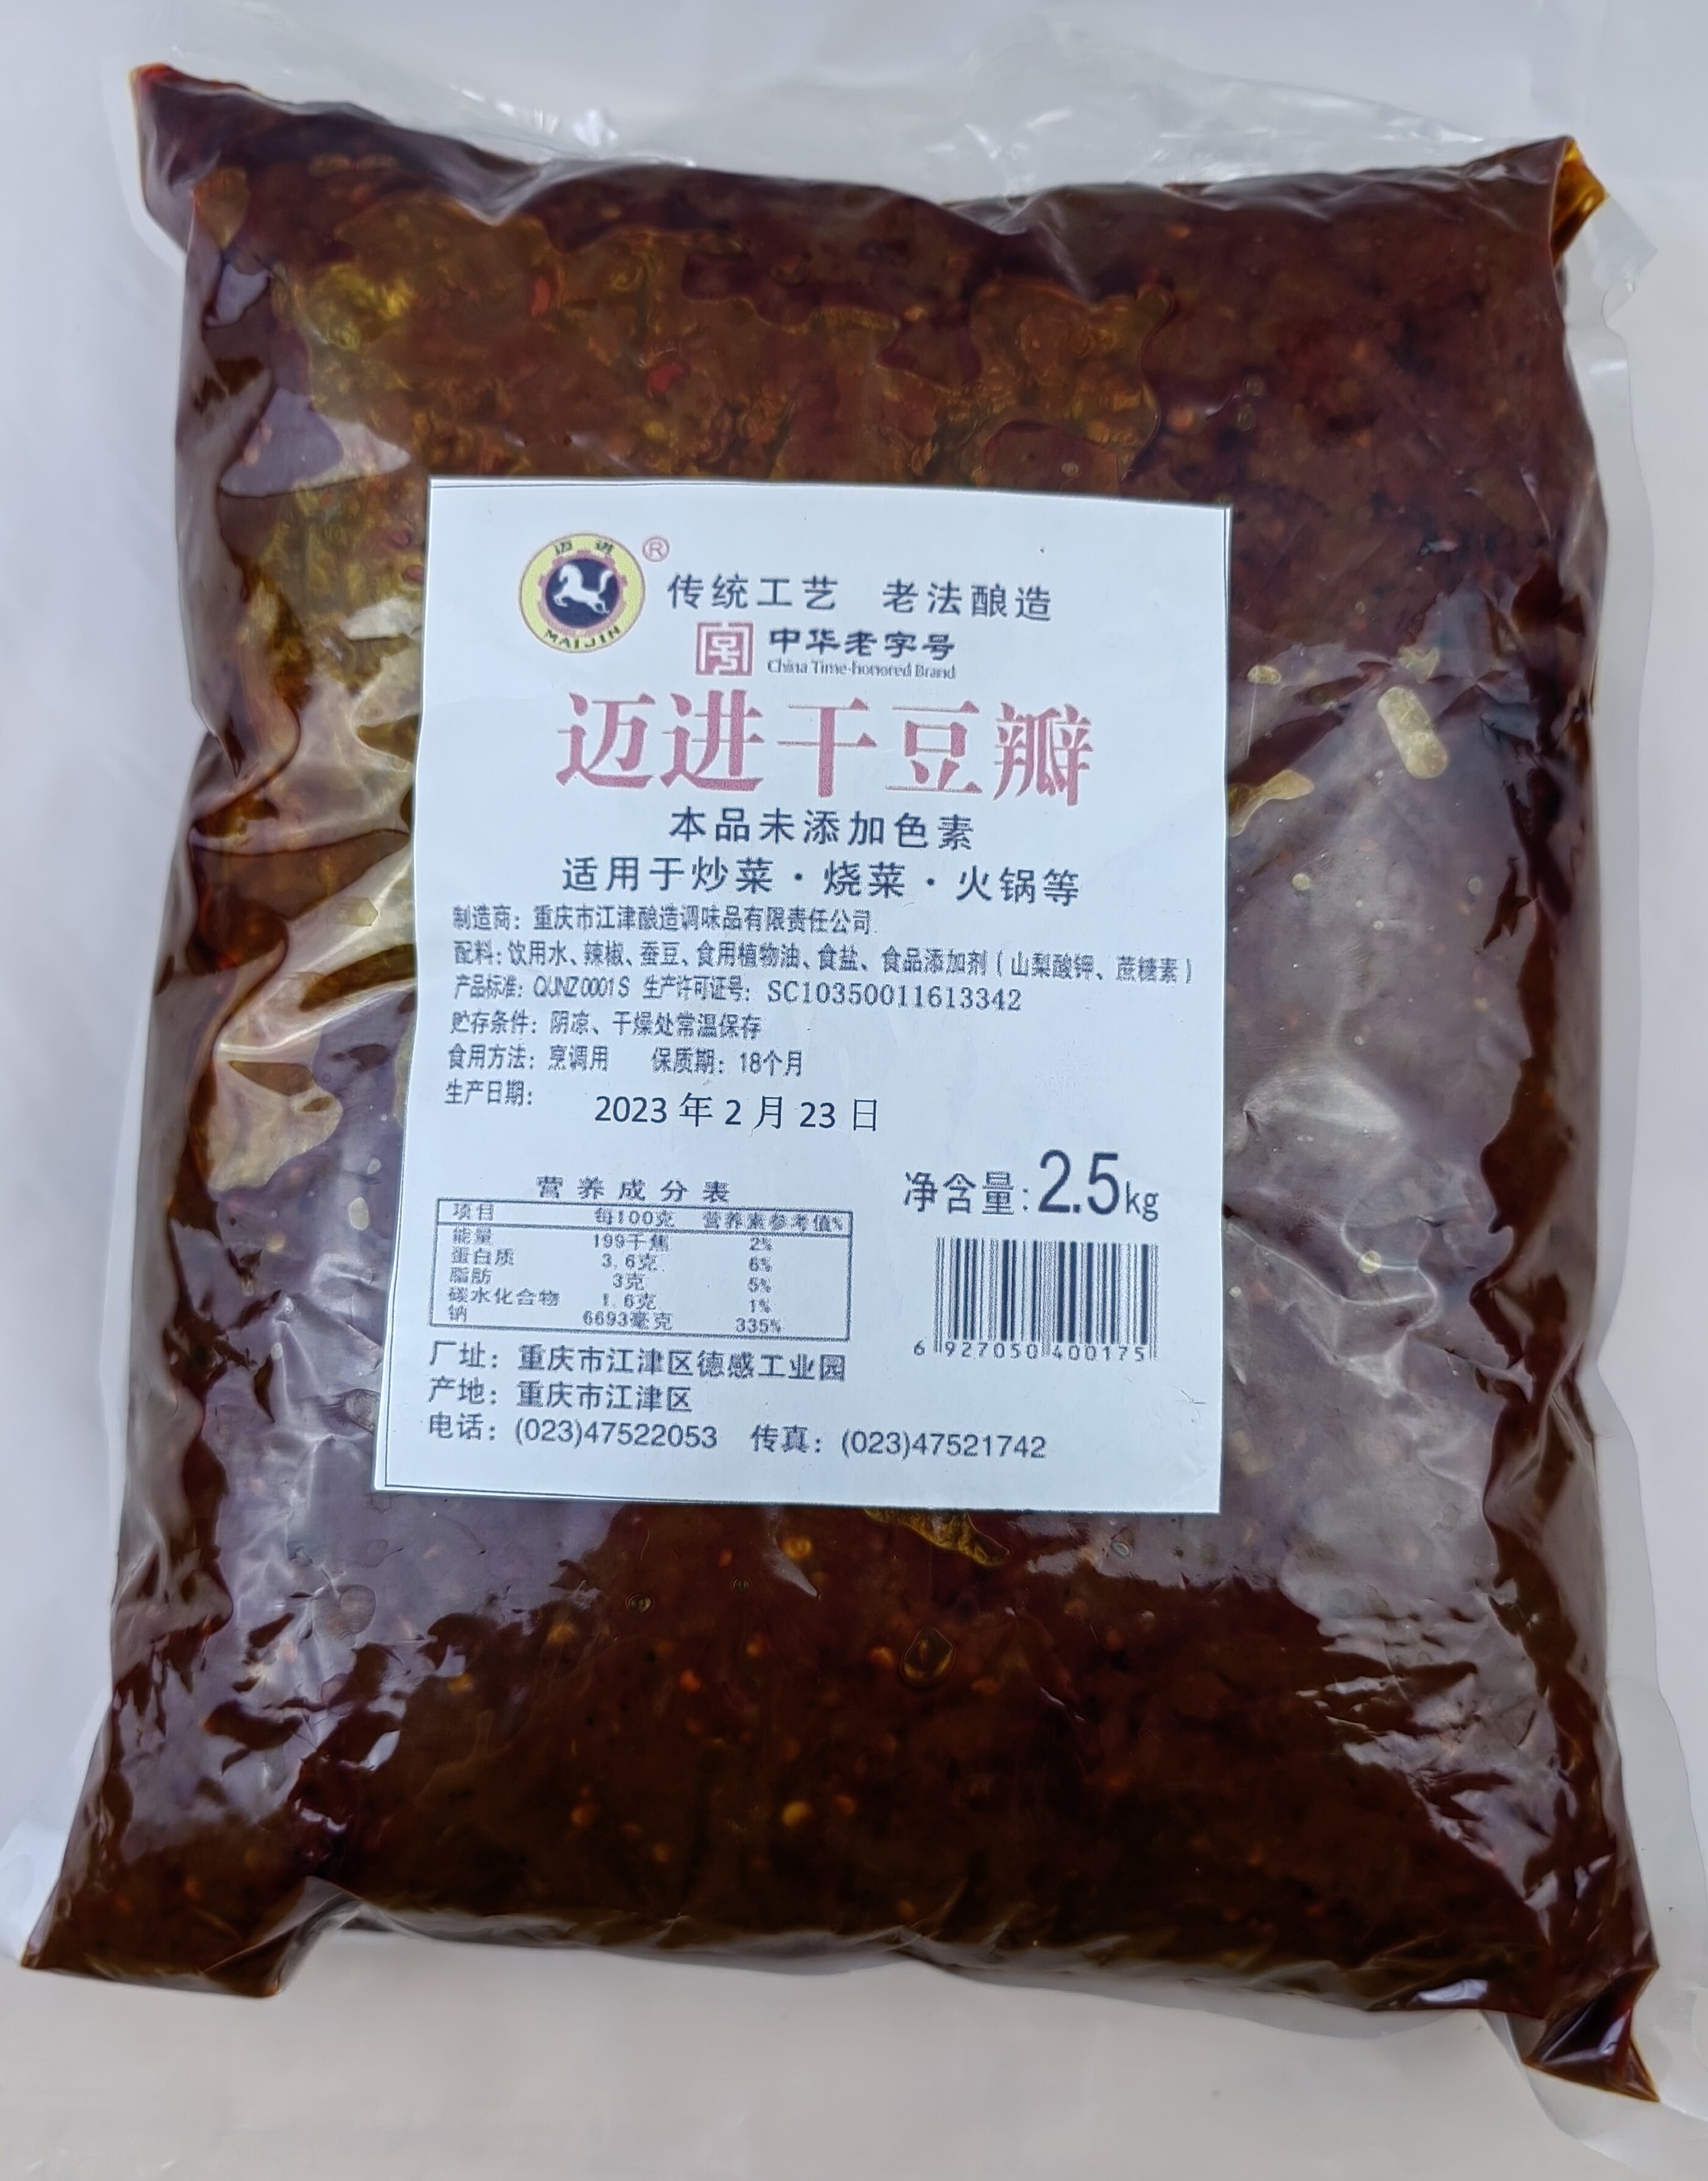 迈进
MAIJIN
®
传统工艺 老法酿造
中华老字号
China Time-honored Brand
迈进干豆瓣
本品未添加色素
适用于炒菜·烧菜·火锅等
制造商：重庆市江津酿造调味品有限责任公司
配料：饮用水、辣椒、蚕豆、食用植物油、食盐、食品添加剂（山梨酸钾、蔗糖素）
产品标准：QIJNZ0001S 生产许可证号：SC10350011613342
贮存条件：阴凉、干燥处常温保存
食用方法：烹调用 保质期：18个月
生产日期：
2023 年 2 月 23 日
净含量：2.5kg
营养成分表
项目 每100克 营养素参考值%
能量 199千焦 2%
蛋白质 3.6克 6%
脂肪 3克 5%
碳水化合物 1.6克 1%
钠 6693毫克 335%
6 927050 400175
厂址：重庆市江津区德感工业园
产地：重庆市江津区
电话：(023)47522053 传真：(023)47521742